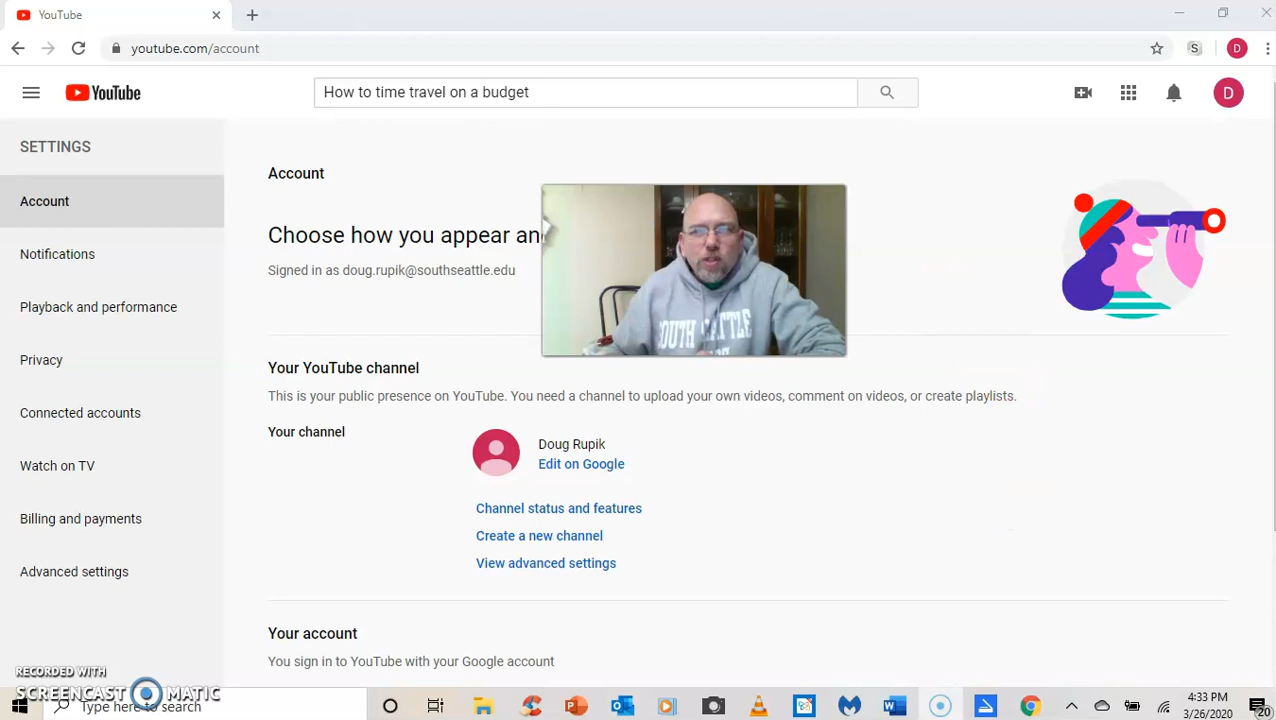 YouTube
youtube.com/account
S
D
YouTube
How to time travel on a budget
D
SETTINGS
Account
Notifications
Playback and performance
Privacy
Connected accounts
Watch on TV
Billing and payments
Advanced settings
Account
Choose how you appear an
Signed in as doug.rupik@southseattle.edu
SOUTH SEATTLE
Your YouTube channel
This is your public presence on YouTube. You need a channel to upload your own videos, comment on videos, or create playlists.
Your channel
Doug Rupik
Edit on Google
Channel status and features
Create a new channel
View advanced settings
Your account
You sign in to YouTube with your Google account
RECORDED WITH
SCREENCAST MATIC
Type here to search
4:33 PM
3/26/2020
20